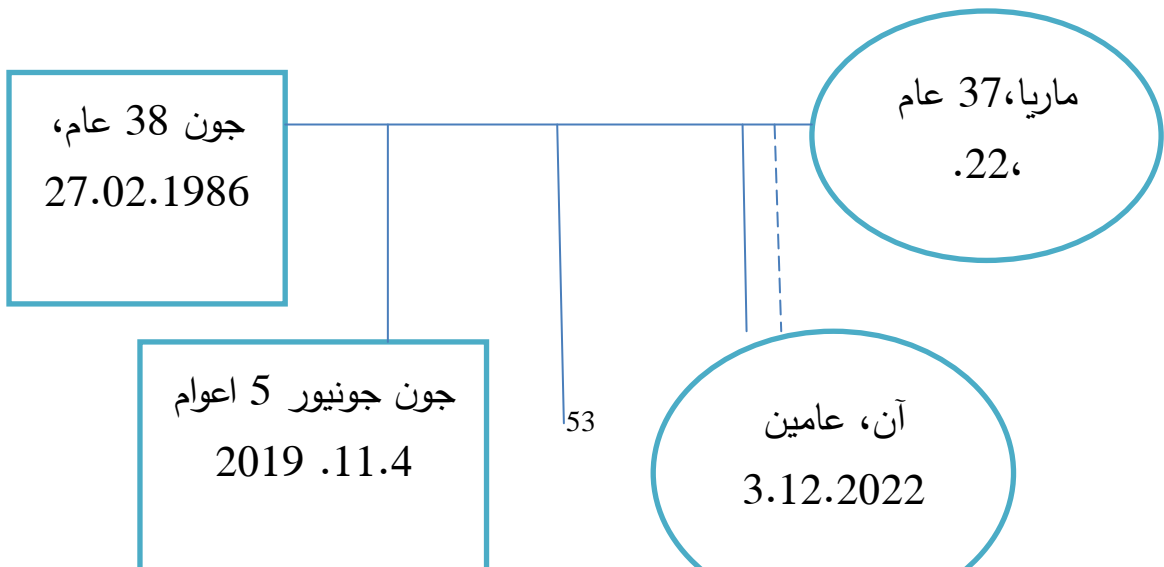 ماريا،37 عام
،22.
جون 38 عام،
27.02.1986
جون جونيور 5 اعوام
11.4. 2019
53
آن، عامين
3.12.2022